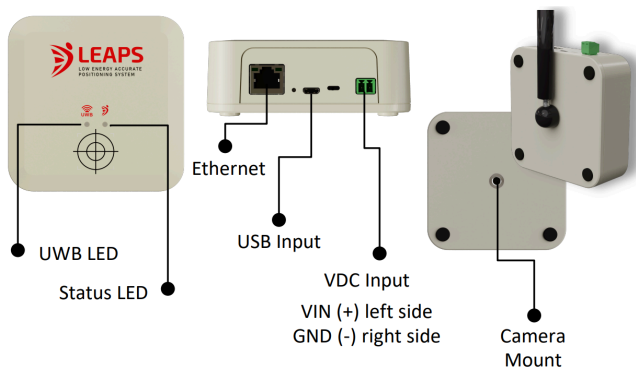 LEAPS
LOW ENERGY ACCURATE
POSITIONING SYSTEM
UWB
Ethernet
USB Input
UWB LED
Status LED
VDC Input
VIN (+) left side
GND (-) right side
Camera
Mount